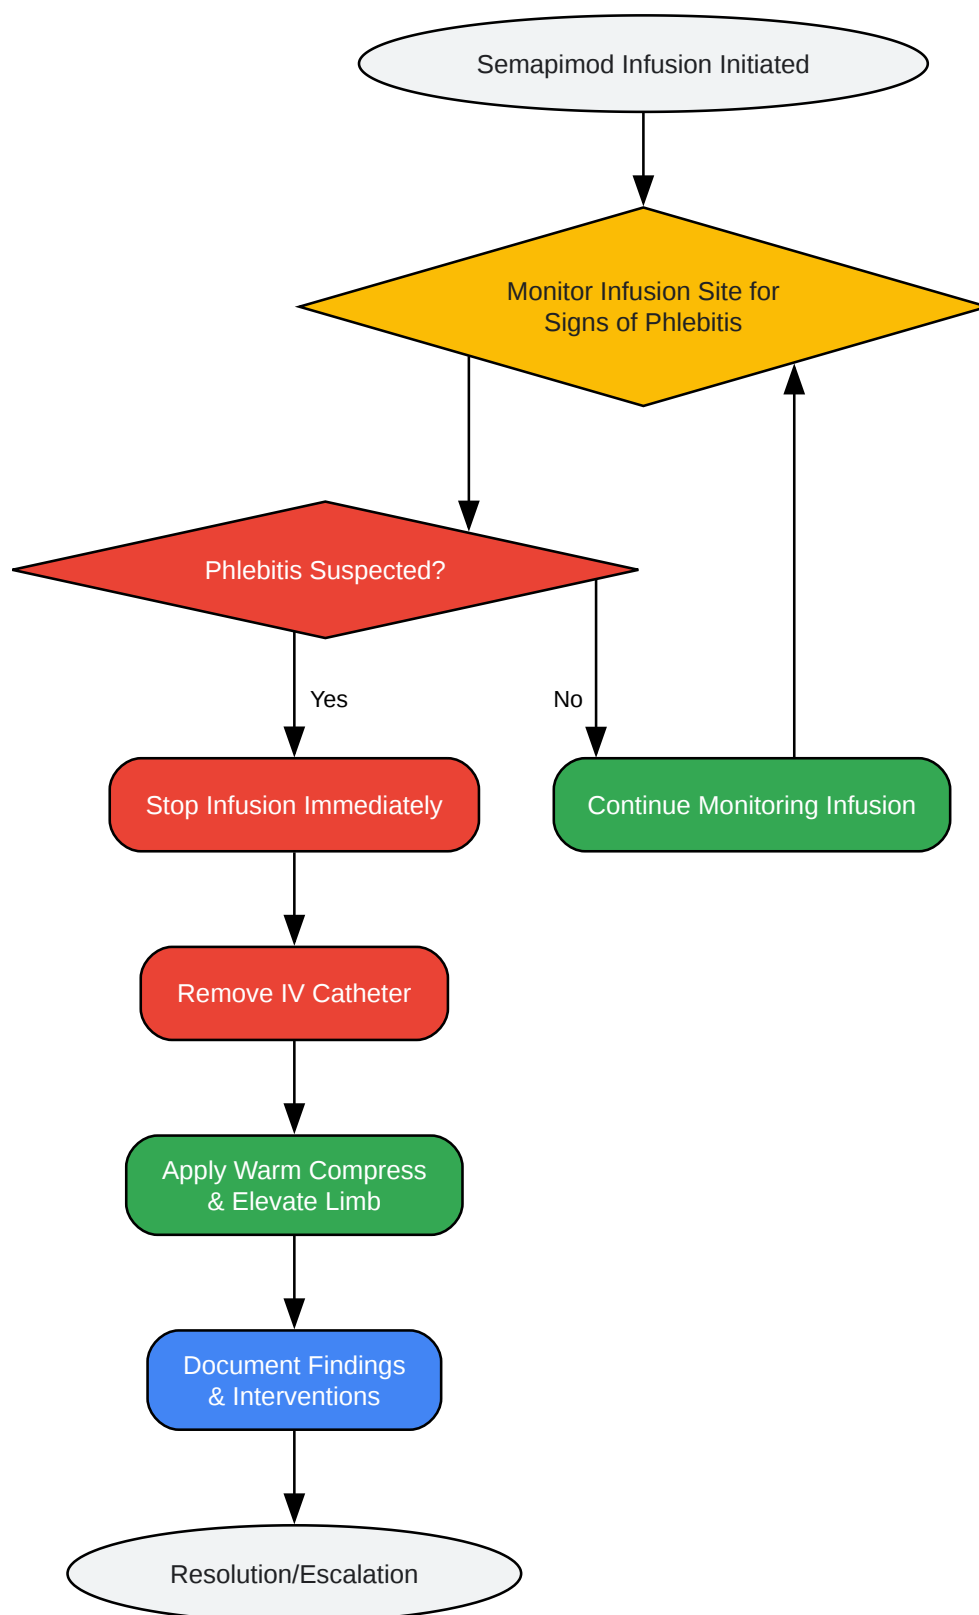 Semapimod Infusion Initiated
Monitor Infusion Site for
Signs of Phlebitis
Phlebitis Suspected?
Yes
No
Stop Infusion Immediately
Continue Monitoring Infusion
Remove IV Catheter
Apply Warm Compress
& Elevate Limb
Document Findings
& Interventions
Resolution/Escalation